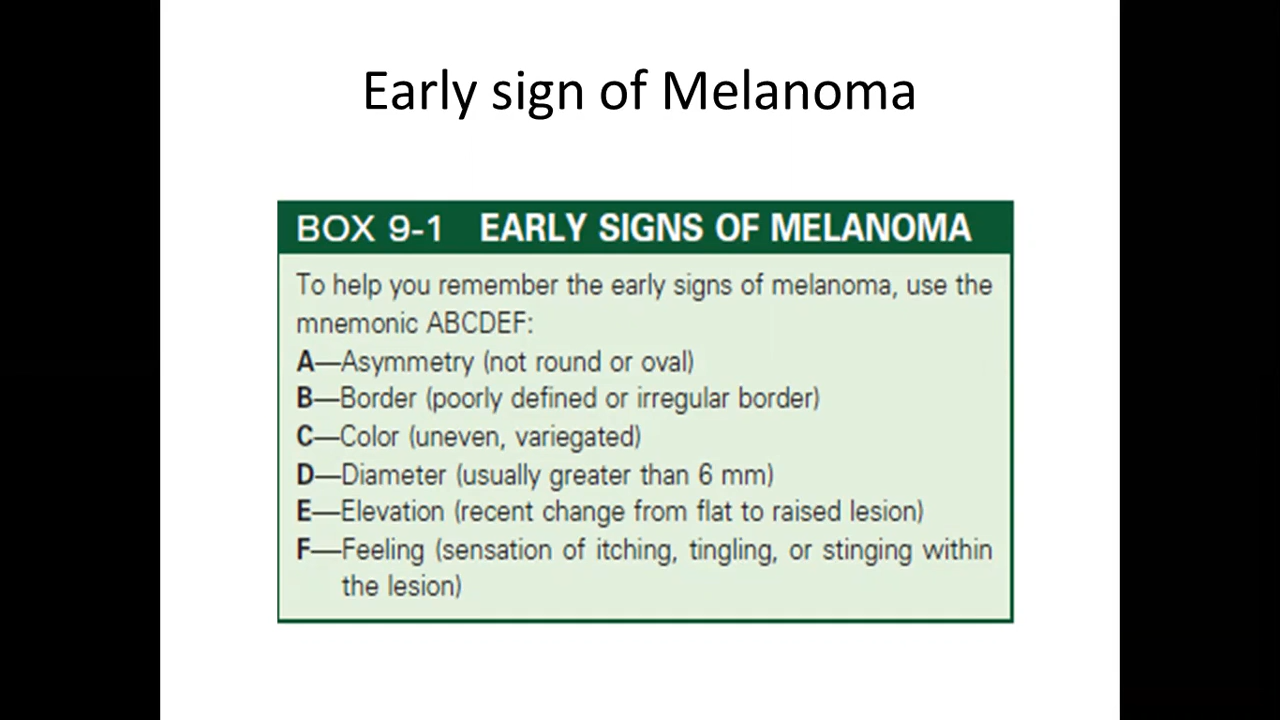 Early sign of Melanoma
BOX 9-1 EARLY SIGNS OF MELANOMA
To help you remember the early signs of melanoma, use the
mnemonic ABCDEF:
A—Asymmetry (not round or oval)
B—Border (poorly defined or irregular border)
C—Color (uneven, variegated)
D—Diameter (usually greater than 6 mm)
E—Elevation (recent change from flat to raised lesion)
F—Feeling (sensation of itching, tingling, or stinging within
the lesion)